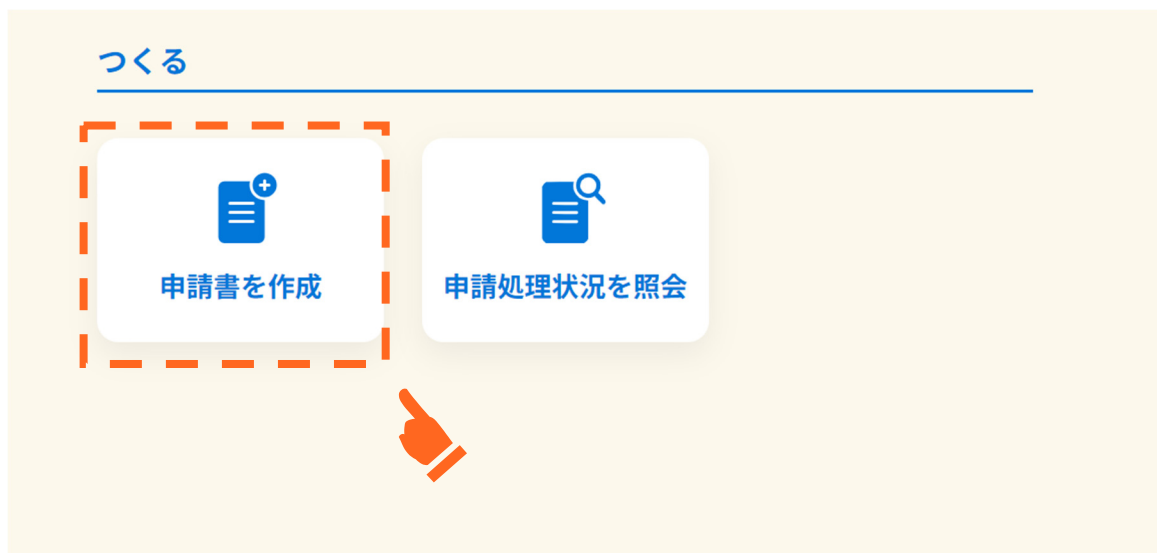 つくる
申請書を作成
申請処理状況を照会